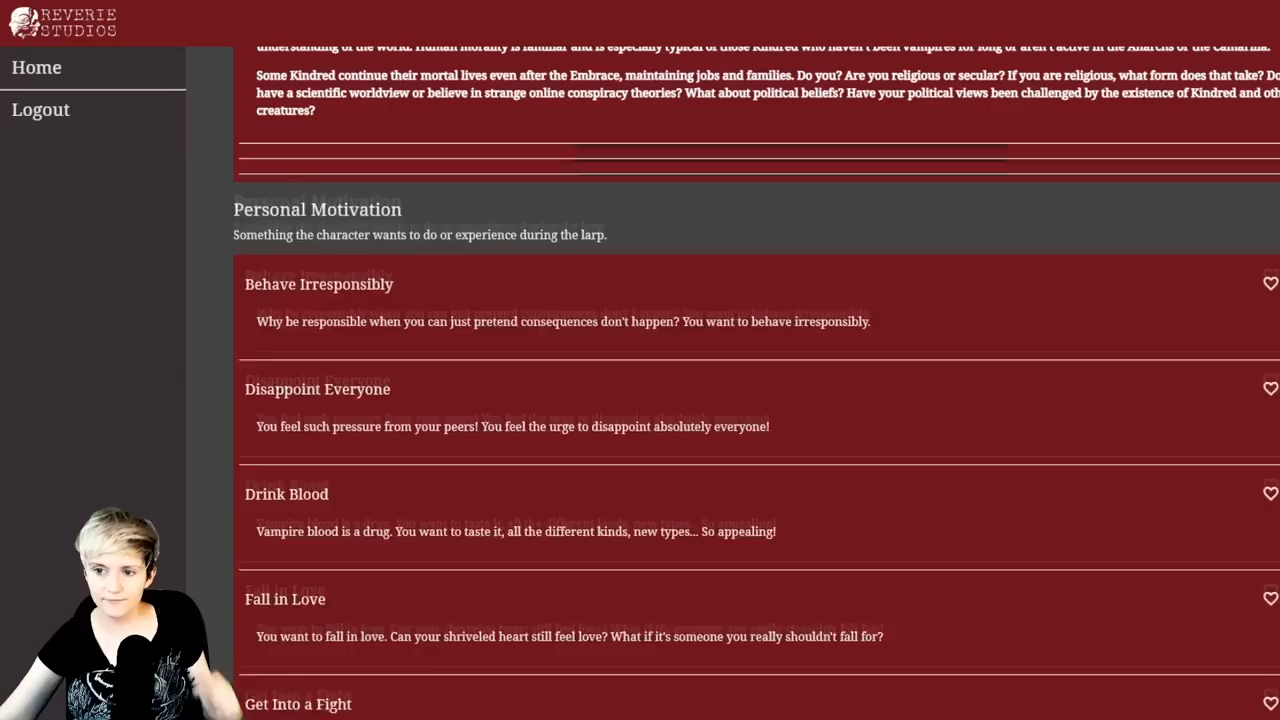 REVERIE
STUDIOS
Home
Logout
understanding of the world. Human morality is familiar and is especially typical of those Kindred who haven't been vampires for long or aren't active in the Anarchs or the Camarilla.
Some Kindred continue their mortal lives even after the Embrace, maintaining jobs and families. Do you? Are you religious or secular? If you are religious, what form does that take? Do
have a scientific worldview or believe in strange online conspiracy theories? What about political beliefs? Have your political views been challenged by the existence of Kindred and oth
creatures?
Personal Motivation
Something the character wants to do or experience during the larp.
Behave Irresponsibly
Why be responsible when you can just pretend consequences don't happen? You want to behave irresponsibly.
Disappoint Everyone
You feel such pressure from your peers! You feel the urge to disappoint absolutely everyone!
Drink Blood
Vampire blood is a drug. You want to taste it, all the different kinds, new types... So appealing!
Fall in Love
You want to fall in love. Can your shriveled heart still feel love? What if it's someone you really shouldn't fall for?
Get Into a Fight